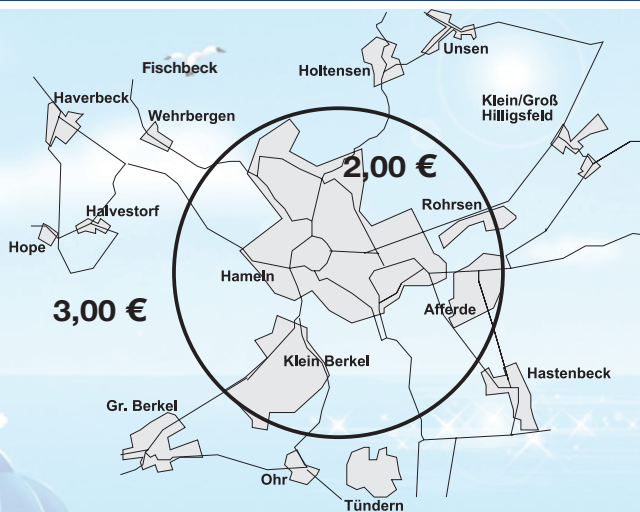 Unsen
Fischbeck
Holtensen
Haverbeck
Klein/Groß
Hilligsfeld
Wehrbergen
2,00 €
Rohrsen
Halvestorf
Hope
Hameln
3,00 €
Afferde
Klein Berkel
Hastenbeck
Gr. Berkel
Ohr
Tündern